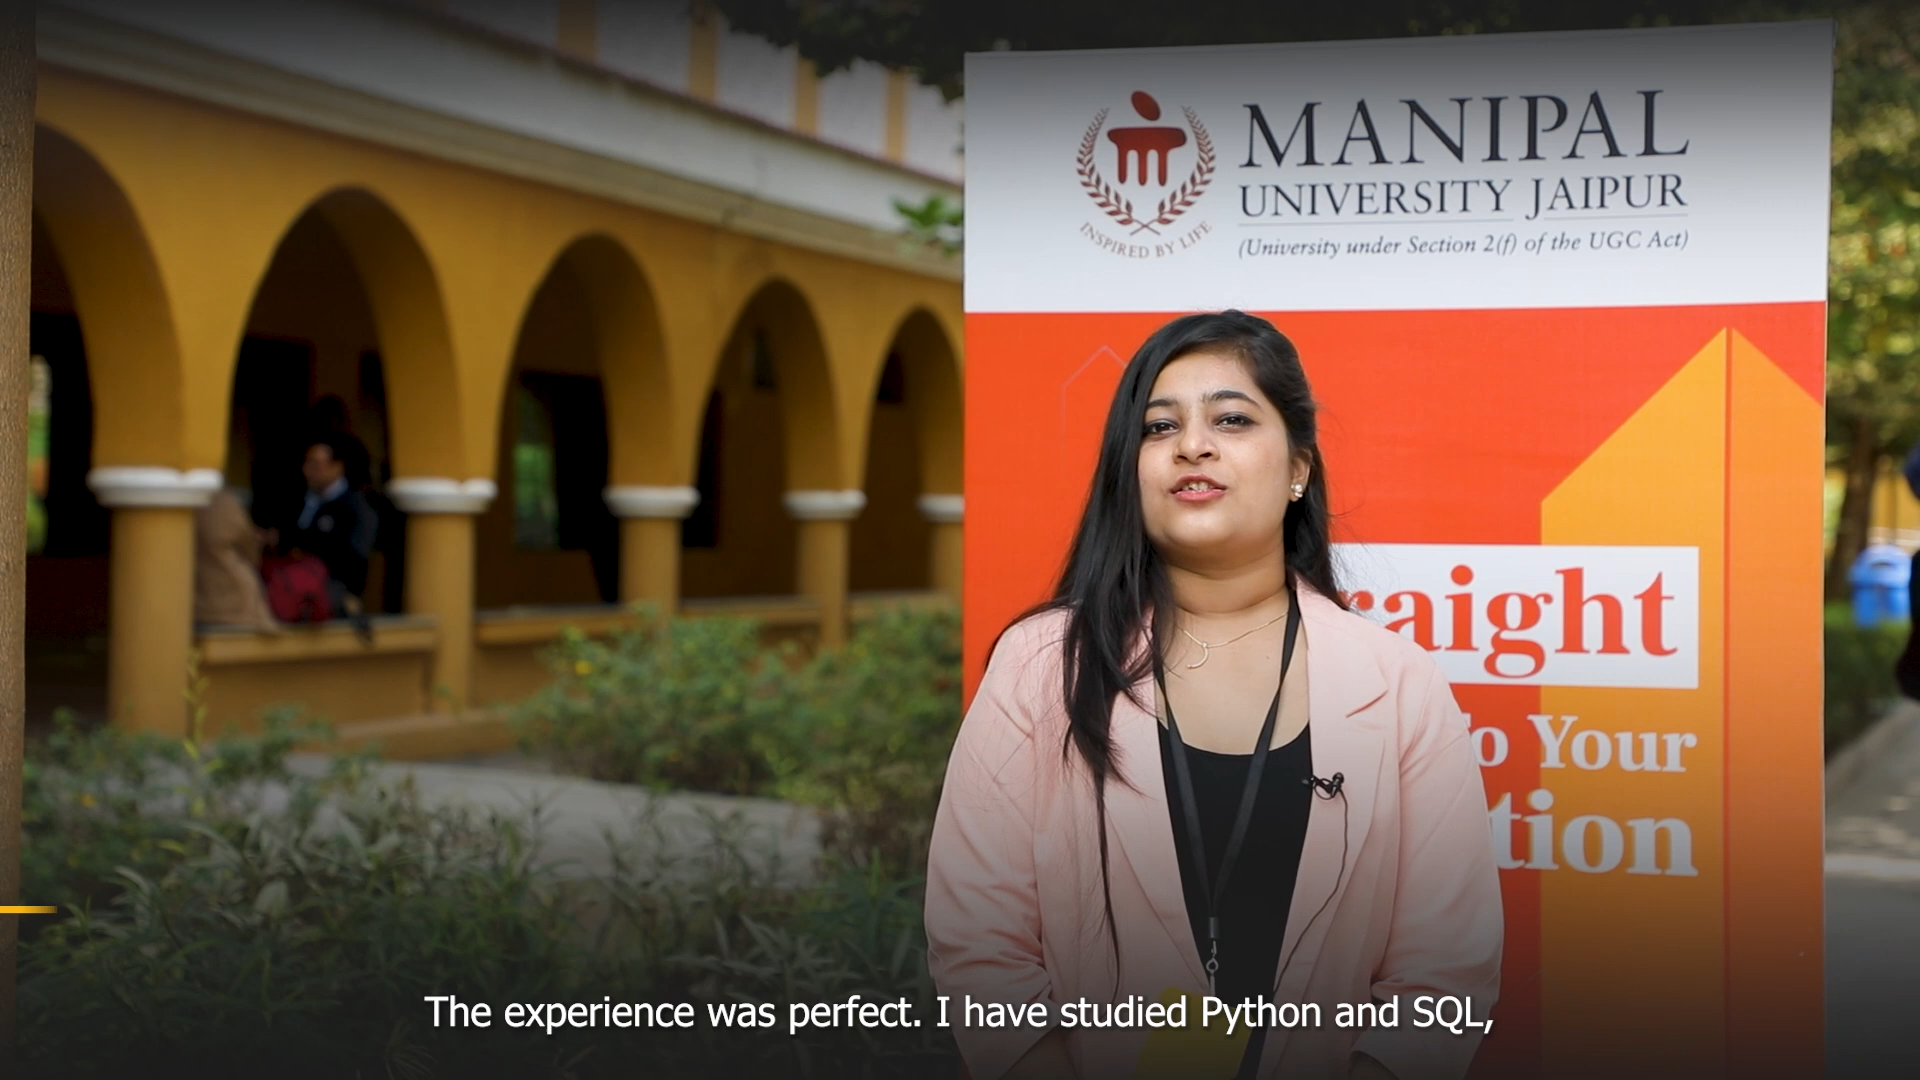 MANIPAL
UNIVERSITY JAIPUR
(University under Section 2(f) of the UGC Act)
INSPIRED BY LIFE
raight
To Your
tion
The experience was perfect. I have studied Python and SQL,